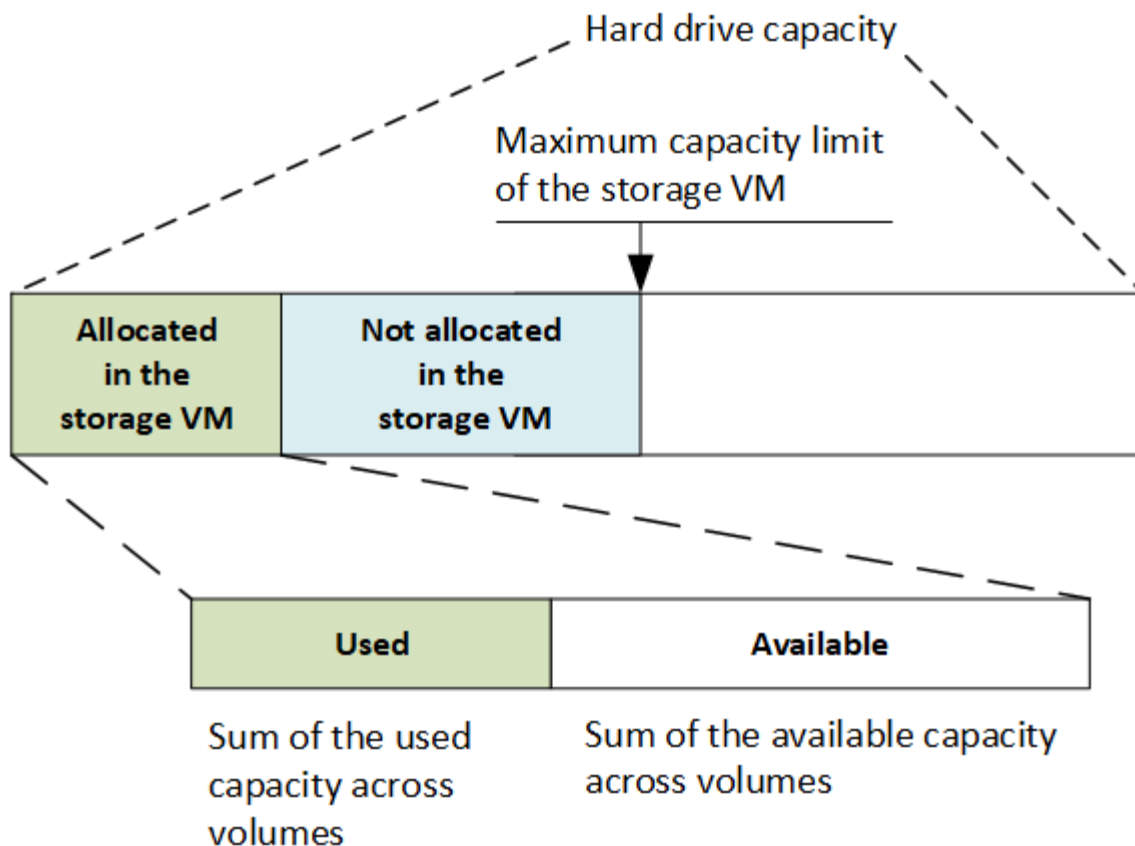 Hard drive capacity
Maximum capacity limit
of the storage VM
Allocated
in the
storage VM
Not allocated
in the
storage VM
Used
Available
Sum of the used
capacity across
volumes
Sum of the available capacity
across volumes